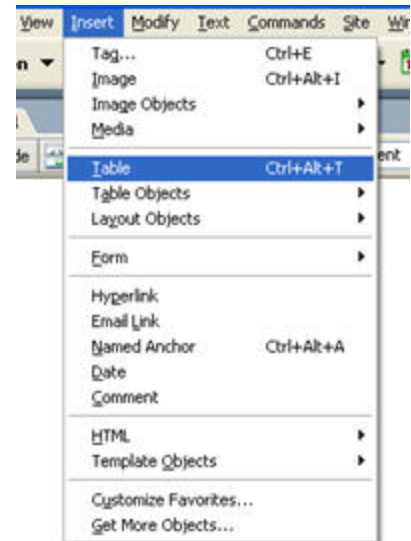 View Insert Modify Text Commands Site
Tag... Ctrl+E
Image Ctrl+Alt+I
Image Objects
Media
Table Ctrl+Alt+T
Table Objects
Layout Objects
Form
Hyperlink
Email Link
Named Anchor Ctrl+Alt+A
Date
Comment
HTML
Template Objects
Customize Favorites...
Get More Objects...